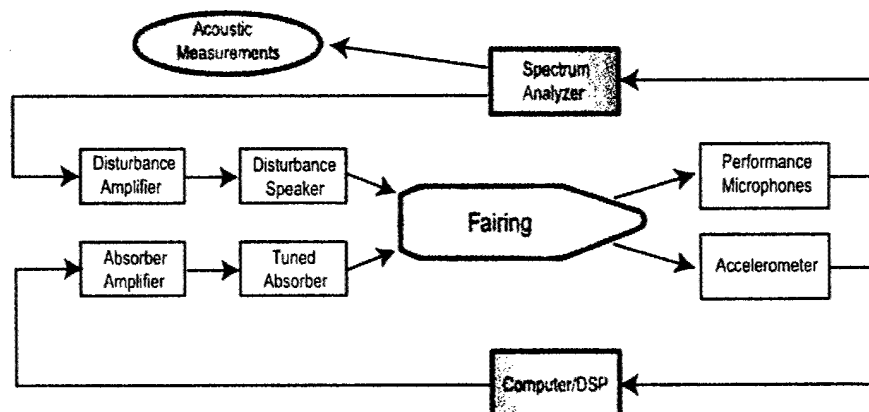 Acoustic
Measurements
Spectrum
Analyzer
Disturbance
Amplifier
Disturbance
Speaker
Performance
Microphones
Fairing
Absorber
Amplifier
Tuned
Absorber
Accelerometer
Computer/DSP